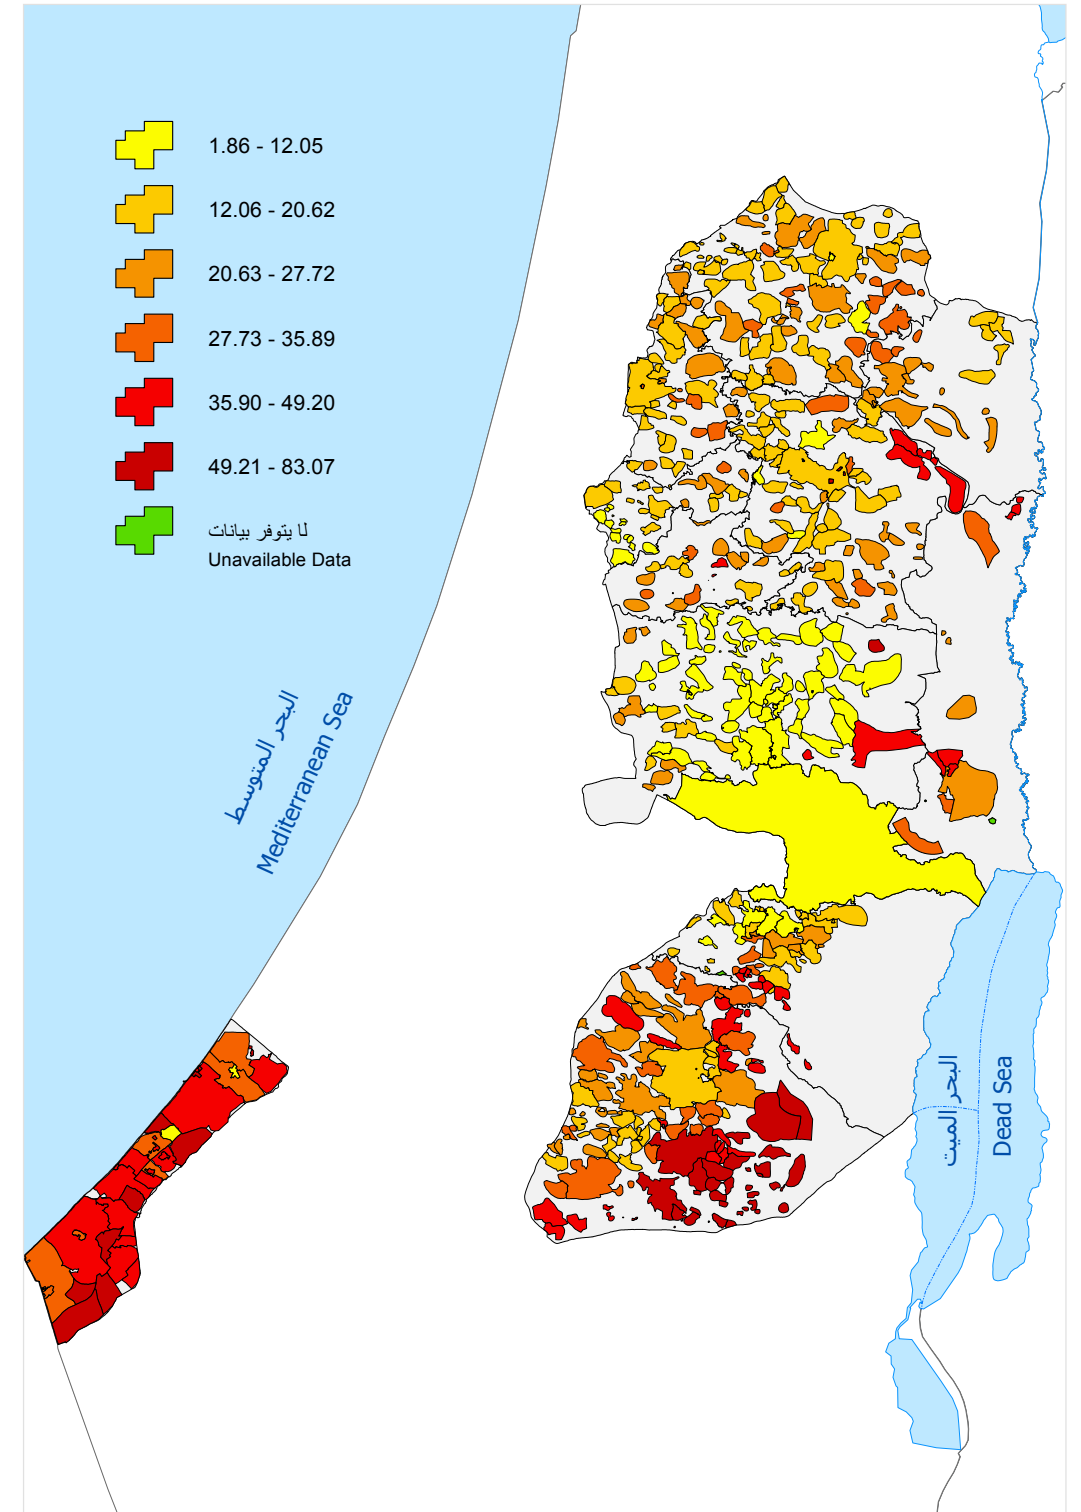 1.86 - 12.05
12.06 - 20.62
20.63 - 27.72
27.73 - 35.89
35.90 - 49.20
49.21 - 83.07
لا يتوفر بيانات
Unavailable Data
البحر المتوسط
Mediterranean Sea
البحر الميت
Dead Sea